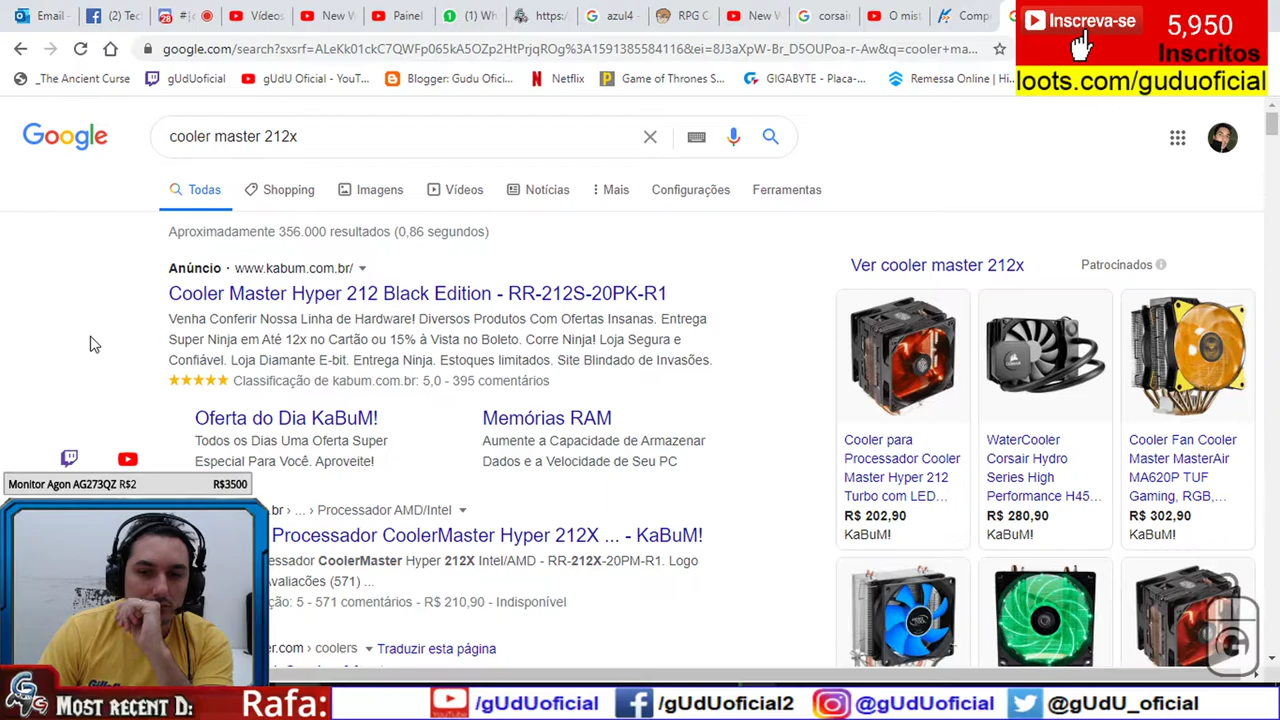 Email -
(2) Tec
28
#¦
Vídeos
New V
Painel
(1) Wh
https:/
azul4 -
RPG C
New V
corsair
O mist
Comp
google.com/search?sxsrf=ALeKk01ckC7QWFp065kA5OZp2HtPrjqROg%3A1591385584116&ei=8J3aXpW-Br_D5OUPoa-r-Aw&q=cooler+ma...
_The Ancient Curse
gUdUoficial
gUdU Oficial - YouT...
Blogger: Gudu Ofici...
Netflix
Game of Thrones S...
GIGABYTE - Placa-...
Remessa Online | Hi...
Inscreva-se
5,950
Inscritos
loots.com/guduoficial
Google
cooler master 212x
Todas
Shopping
Imagens
Vídeos
Notícias
Mais
Configurações
Ferramentas
Aproximadamente 356.000 resultados (0,86 segundos)
Anúncio · www.kabum.com.br/
Cooler Master Hyper 212 Black Edition - RR-212S-20PK-R1
Venha Conferir Nossa Linha de Hardware! Diversos Produtos Com Ofertas Insanas. Entrega
Super Ninja em Até 12x no Cartão ou 15% à Vista no Boleto. Corre Ninja! Loja Segura e
Confiável. Loja Diamante E-bit. Entrega Ninja. Estoques limitados. Site Blindado de Invasões.
Classificação de kabum.com.br: 5,0 - 395 comentários
Oferta do Dia KaBuM!
Todos os Dias Uma Oferta Super
Especial Para Você. Aproveite!
Memórias RAM
Aumente a Capacidade de Armazenar
Dados e a Velocidade de Seu PC
br › ... › Processador AMD/Intel
Processador CoolerMaster Hyper 212X ... - KaBuM!
cessador CoolerMaster Hyper 212X Intel/AMD - RR-212X-20PM-R1. Logo
valiacões (571) ...
ção: 5 - 571 comentários - R$ 210,90 - Indisponível
er.com › coolers
Traduzir esta página
Ver cooler master 212x
Patrocinados
Cooler para
Processador Cooler
Master Hyper 212
Turbo com LED...
R$ 202,90
KaBuM!
WaterCooler
Corsair Hydro
Series High
Performance H45...
R$ 280,90
KaBuM!
Cooler Fan Cooler
Master MasterAir
MA620P TUF
Gaming, RGB,...
R$ 302,90
KaBuM!
Monitor Agon AG273QZ R$2
R$3500
Most recent D:
Rafa:
/gUdUoficial
/gUdUoficial2
@gUdUoficial
@gUdU_oficial